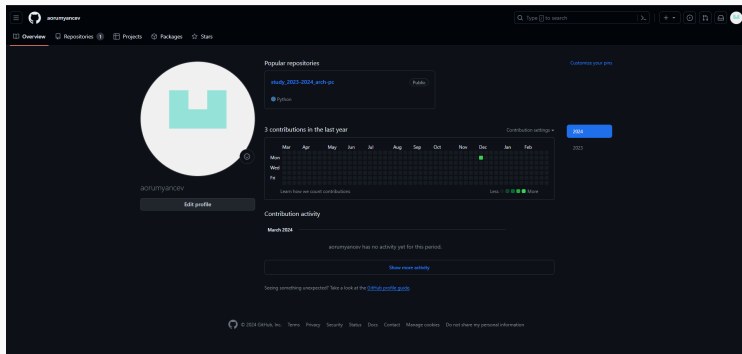 aorumyancev
Type / to search
Overview Repositories 1 Projects Packages Stars
Popular repositories
Customize your pins
study_2023-2024_arch-pc Public
Python
aorumyancev
Edit profile
3 contributions in the last year
Contribution settings
2024
2023
Mar Apr May Jun Jul Aug Sep Oct Nov Dec Jan Feb
Mon
Wed
Fri
Learn how we count contributions
Less More
Contribution activity
March 2024
aorumyancev has no activity yet for this period.
Show more activity
Seeing something unexpected? Take a look at the GitHub profile guide.
© 2024 GitHub, Inc. Terms Privacy Security Status Docs Contact Manage cookies Do not share my personal information